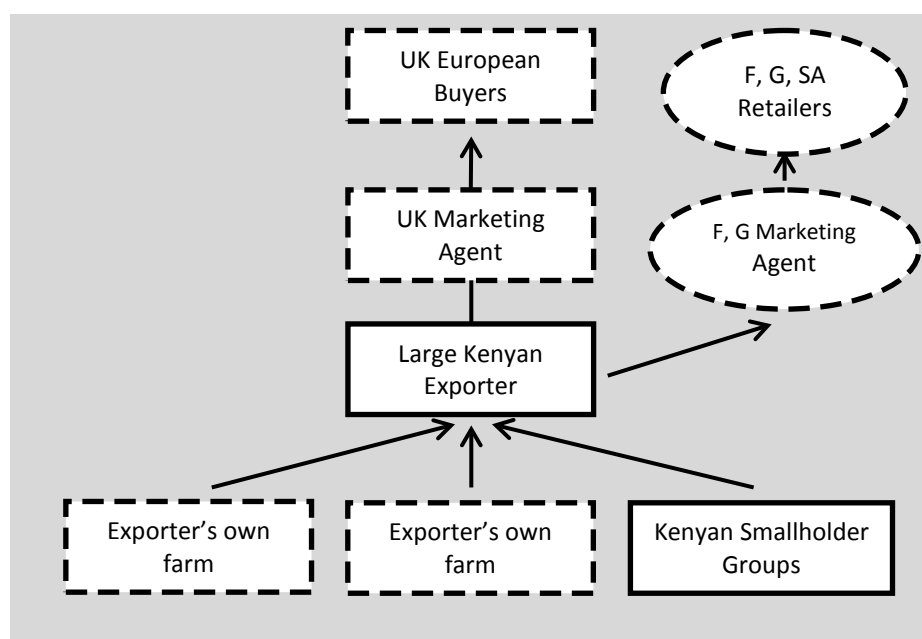 UK European
Buyers
F, G, SA
Retailers
UK Marketing
Agent
F, G Marketing
Agent
Large Kenyan
Exporter
Exporter’s own
farm
Exporter’s own
farm
Kenyan Smallholder
Groups